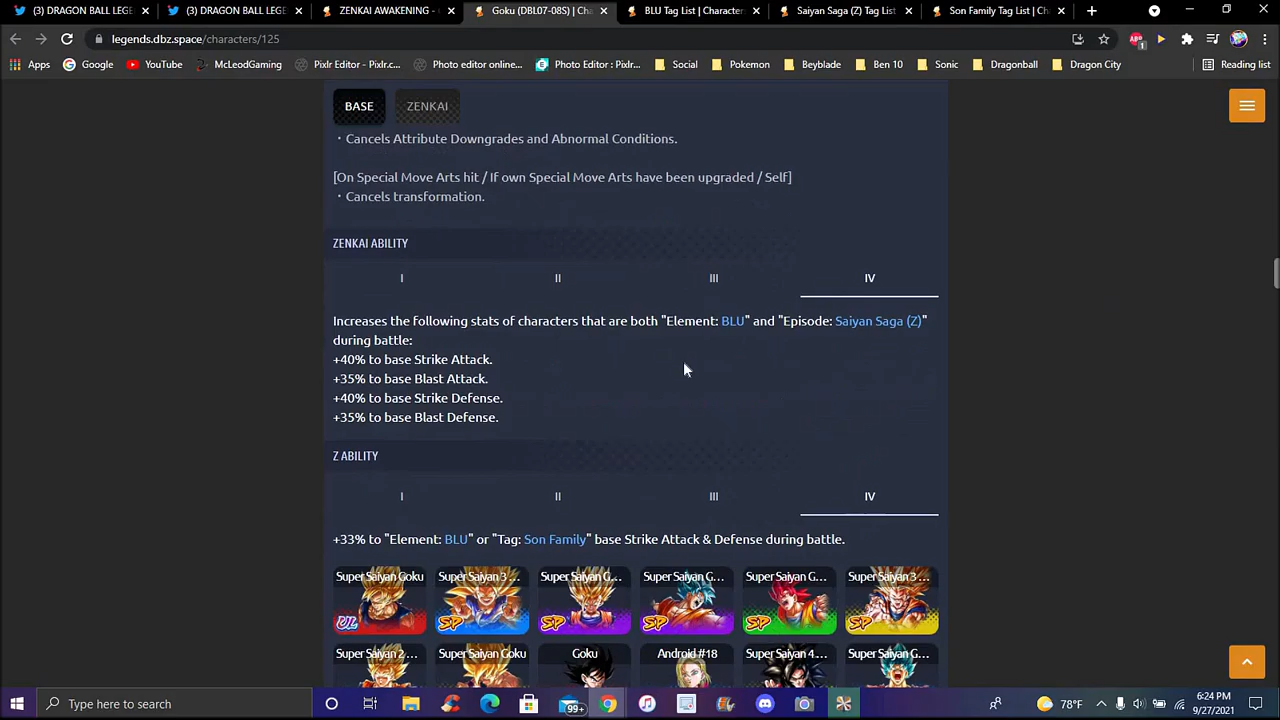 (3) DRAGON BALL LEGE
(3) DRAGON BALL LEGE
ZENKAI AWAKENING -
Goku (DBL07-08S) | Cha
BLU Tag List | Characters
Saiyan Saga (Z) Tag List
Son Family Tag List | Cha
legends.dbz.space/characters/125
Apps Google YouTube McLeodGaming Pixlr Editor - Pixlr.c... Photo editor online... Photo Editor : Pixlr... Social Pokemon Beyblade Ben 10 Sonic Dragonball Dragon City Reading list
BASE ZENKAI
・Cancels Attribute Downgrades and Abnormal Conditions.
[On Special Move Arts hit / If own Special Move Arts have been upgraded / Self]
・Cancels transformation.
ZENKAI ABILITY
I II III IV
Increases the following stats of characters that are both "Element: BLU" and "Episode: Saiyan Saga (Z)"
during battle:
+40% to base Strike Attack.
+35% to base Blast Attack.
+40% to base Strike Defense.
+35% to base Blast Defense.
Z ABILITY
I II III IV
+33% to "Element: BLU" or "Tag: Son Family" base Strike Attack & Defense during battle.
Super Saiyan Goku Super Saiyan 3 ... Super Saiyan G... Super Saiyan G... Super Saiyan G... Super Saiyan 3 ...
UL SP SP SP SP SP
Super Saiyan 2 ... Super Saiyan Goku Goku Android #18 Super Saiyan 4 ... Super Saiyan G...
Type here to search
99+
78°F
6:24 PM
9/27/2021